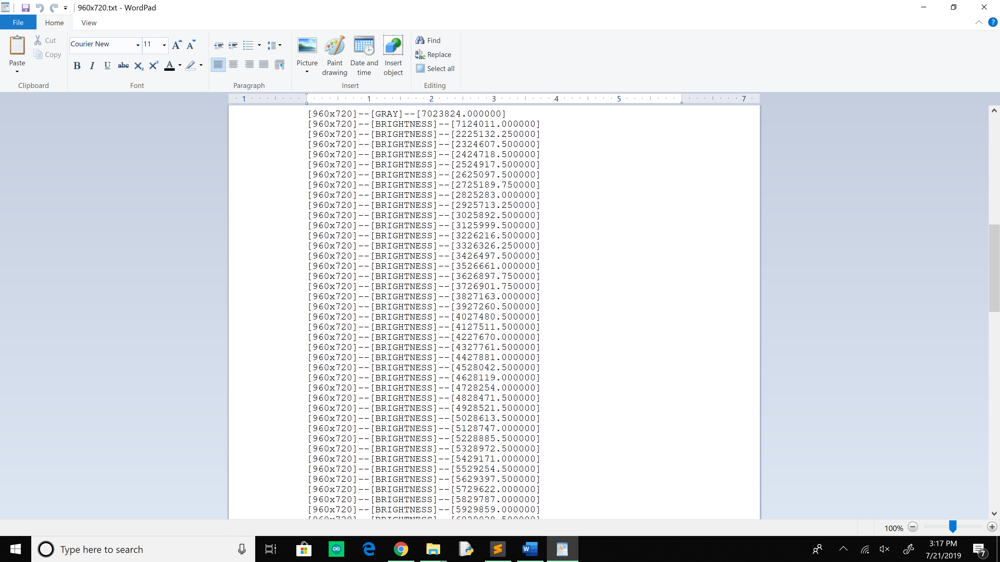 960x720.txt - WordPad
File
Home
View
Paste
Cut
Copy
Clipboard
Courier New
11
Font
Paragraph
Picture
Paint drawing
Date and time
Insert object
Insert
Find
Replace
Select all
Editing
1 1 2 3 4 5 7
[960x720]--[GRAY]--[7023824.000000]
[960x720]--[BRIGHTNESS]--[7124011.000000]
[960x720]--[BRIGHTNESS]--[2225132.250000]
[960x720]--[BRIGHTNESS]--[2324607.500000]
[960x720]--[BRIGHTNESS]--[2424718.500000]
[960x720]--[BRIGHTNESS]--[2524917.500000]
[960x720]--[BRIGHTNESS]--[2625097.500000]
[960x720]--[BRIGHTNESS]--[2725189.750000]
[960x720]--[BRIGHTNESS]--[2825283.000000]
[960x720]--[BRIGHTNESS]--[2925713.250000]
[960x720]--[BRIGHTNESS]--[3025892.500000]
[960x720]--[BRIGHTNESS]--[3125999.500000]
[960x720]--[BRIGHTNESS]--[3226216.500000]
[960x720]--[BRIGHTNESS]--[3326326.250000]
[960x720]--[BRIGHTNESS]--[3426497.500000]
[960x720]--[BRIGHTNESS]--[3526661.000000]
[960x720]--[BRIGHTNESS]--[3626897.750000]
[960x720]--[BRIGHTNESS]--[3726901.750000]
[960x720]--[BRIGHTNESS]--[3827163.000000]
[960x720]--[BRIGHTNESS]--[3927260.500000]
[960x720]--[BRIGHTNESS]--[4027480.500000]
[960x720]--[BRIGHTNESS]--[4127511.500000]
[960x720]--[BRIGHTNESS]--[4227670.000000]
[960x720]--[BRIGHTNESS]--[4327761.500000]
[960x720]--[BRIGHTNESS]--[4427881.000000]
[960x720]--[BRIGHTNESS]--[4528042.500000]
[960x720]--[BRIGHTNESS]--[4628119.000000]
[960x720]--[BRIGHTNESS]--[4728254.000000]
[960x720]--[BRIGHTNESS]--[4828471.500000]
[960x720]--[BRIGHTNESS]--[4928521.500000]
[960x720]--[BRIGHTNESS]--[5028613.500000]
[960x720]--[BRIGHTNESS]--[5128747.000000]
[960x720]--[BRIGHTNESS]--[5228885.500000]
[960x720]--[BRIGHTNESS]--[5328972.500000]
[960x720]--[BRIGHTNESS]--[5429171.000000]
[960x720]--[BRIGHTNESS]--[5529254.500000]
[960x720]--[BRIGHTNESS]--[5629397.500000]
[960x720]--[BRIGHTNESS]--[5729622.000000]
[960x720]--[BRIGHTNESS]--[5829787.000000]
[960x720]--[BRIGHTNESS]--[5929859.000000]
100%
Type here to search
3:17 PM
7/21/2019
7